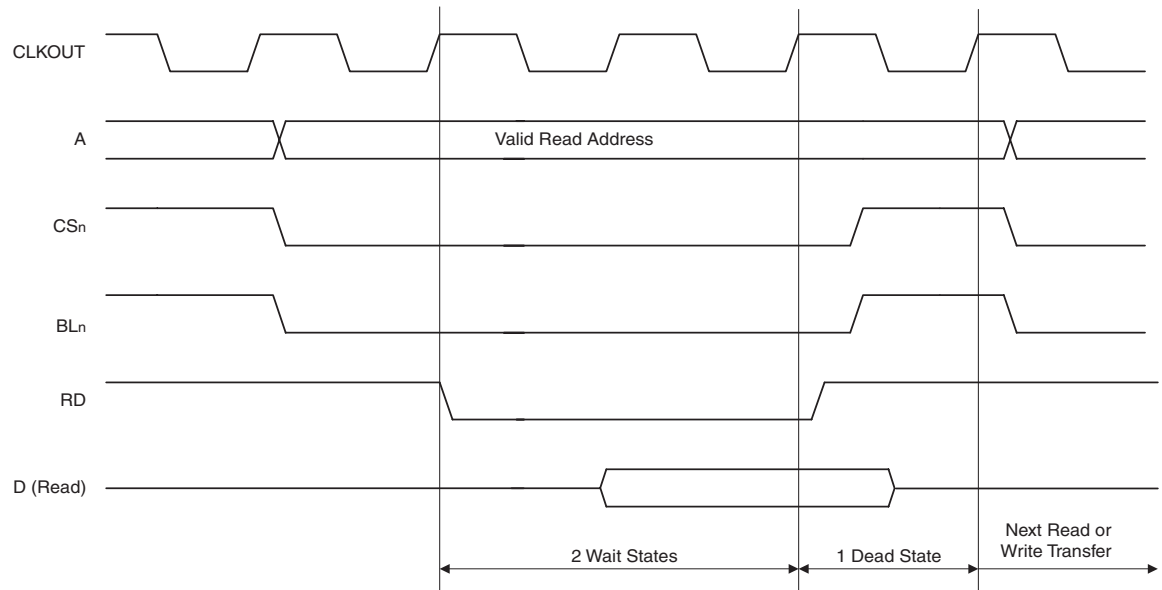 CLKOUT
A
Valid Read Address
CSn
BLn
RD
D (Read)
2 Wait States
1 Dead State
Next Read or
Write Transfer